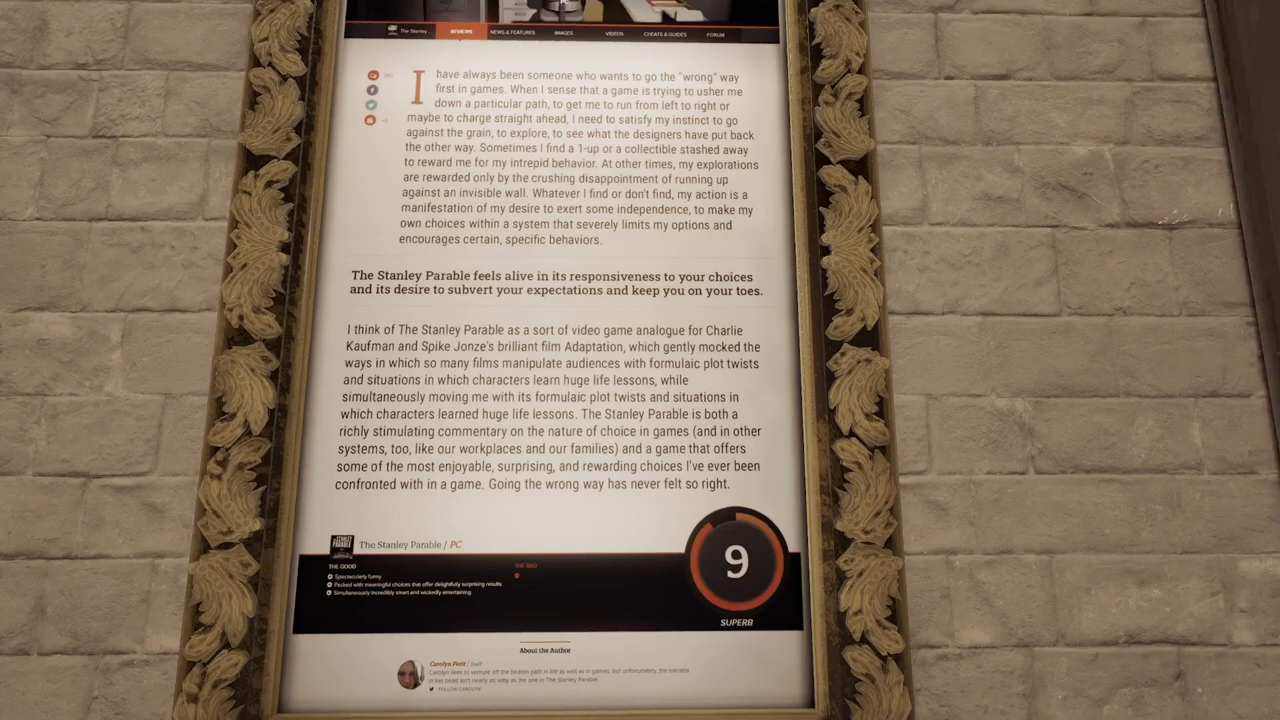 The Stanley...
REVIEWS
NEWS & FEATURES
IMAGES
VIDEOS
CHEATS & GUIDES
FORUM
I have always been someone who wants to go the "wrong" way
first in games. When I sense that a game is trying to usher me
down a particular path, to get me to run from left to right or
maybe to charge straight ahead, I need to satisfy my instinct to go
against the grain, to explore, to see what the designers have put back
the other way. Sometimes I find a 1-up or a collectible stashed away
to reward me for my intrepid behavior. At other times, my explorations
are rewarded only by the crushing disappointment of running up
against an invisible wall. Whatever I find or don't find, my action is a
manifestation of my desire to exert some independence, to make my
own choices within a system that severely limits my options and
encourages certain, specific behaviors.
The Stanley Parable feels alive in its responsiveness to your choices
and its desire to subvert your expectations and keep you on your toes.
I think of The Stanley Parable as a sort of video game analogue for Charlie
Kaufman and Spike Jonze's brilliant film Adaptation, which gently mocked the
ways in which so many films manipulate audiences with formulaic plot twists
and situations in which characters learn huge life lessons, while
simultaneously moving me with its formulaic plot twists and situations in
which characters learned huge life lessons. The Stanley Parable is both a
richly stimulating commentary on the nature of choice in games (and in other
systems, too, like our workplaces and our families) and a game that offers
some of the most enjoyable, surprising, and rewarding choices I've ever been
confronted with in a game. Going the wrong way has never felt so right.
The Stanley Parable / PC
THE GOOD
Spectacularly funny
Packed with meaningful choices that offer delightfully surprising results
Simultaneously incredibly smart and wickedly entertaining
THE BAD
9
SUPERB
About the Author
Carolyn Petit / Staff
Carolyn likes to venture off the beaten path in life as well as in games, but unfortunately, the narrator
in her head isn't nearly as witty as the one in The Stanley Parable.
FOLLOW CAROLYN